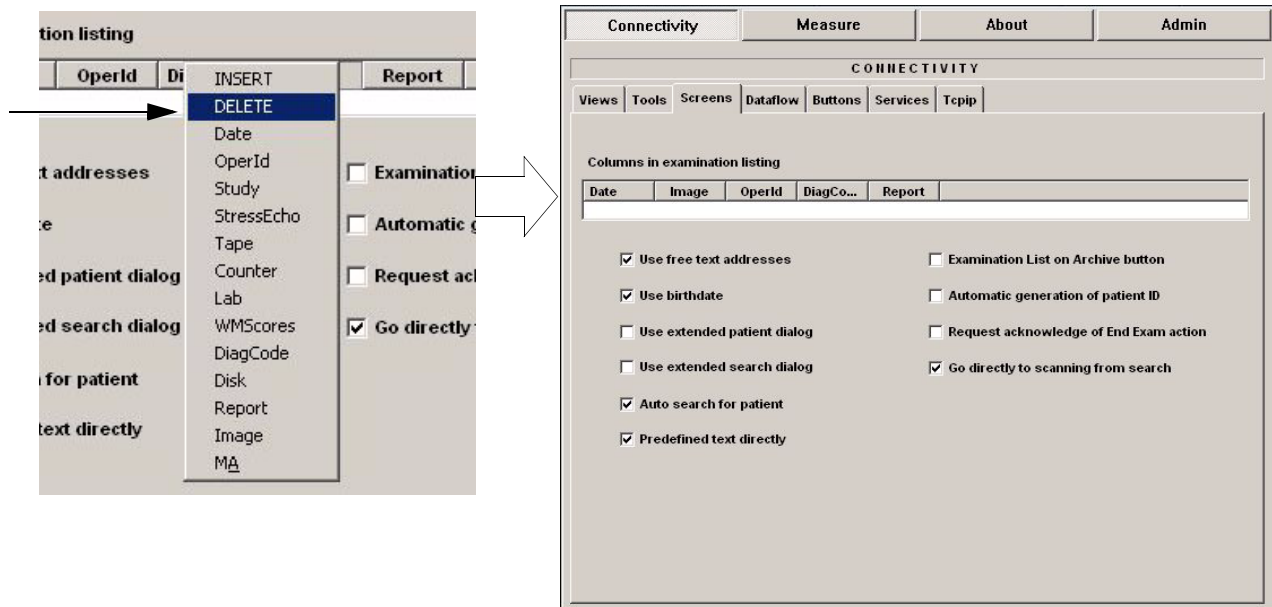 tion listing
OperId Di Report
INSERT
DELETE
Date
OperId
Study
StressEcho
Tape
Counter
Lab
WMScores
DiagCode
Disk
Report
Image
MA
t addresses
e
ed patient dialog
ed search dialog
for patient
text directly
Examination
Automatic g
Request ack
Go directly
Connectivity Measure About Admin
CONNECTIVITY
Views Tools Screens Dataflow Buttons Services Tcpip
Columns in examination listing
Date Image OperId DiagCo... Report
Use free text addresses
Use birthdate
Use extended patient dialog
Use extended search dialog
Auto search for patient
Predefined text directly
Examination List on Archive button
Automatic generation of patient ID
Request acknowledge of End Exam action
Go directly to scanning from search